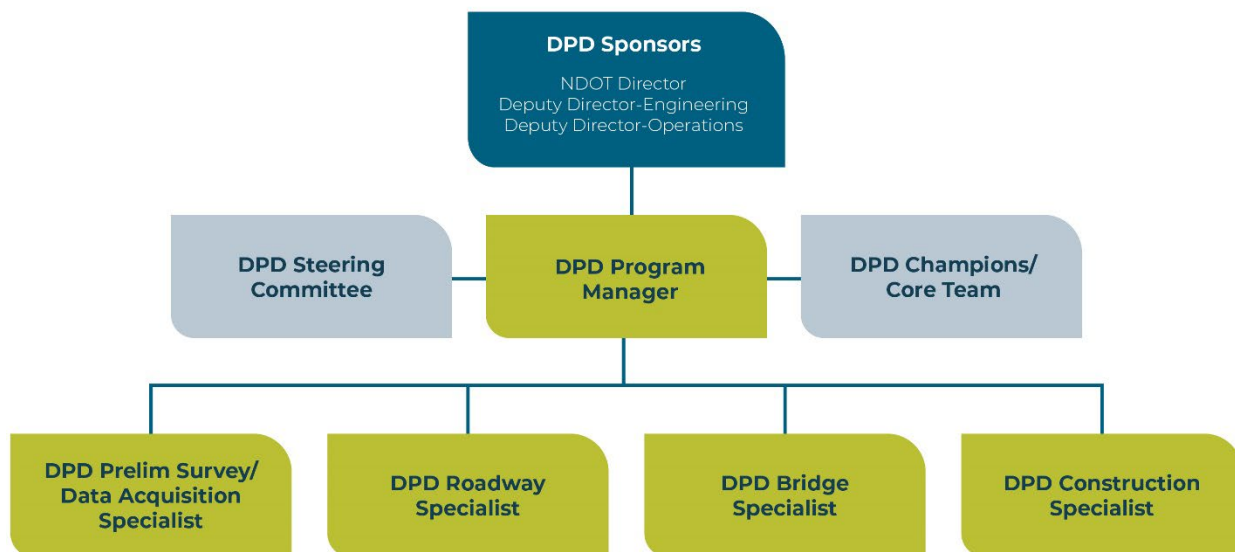 DPD Sponsors
NDOT Director
Deputy Director-Engineering
Deputy Director-Operations
DPD Steering
Committee
DPD Program
Manager
DPD Champions/
Core Team
DPD Prelim Survey/
Data Acquisition
Specialist
DPD Roadway
Specialist
DPD Bridge
Specialist
DPD Construction
Specialist